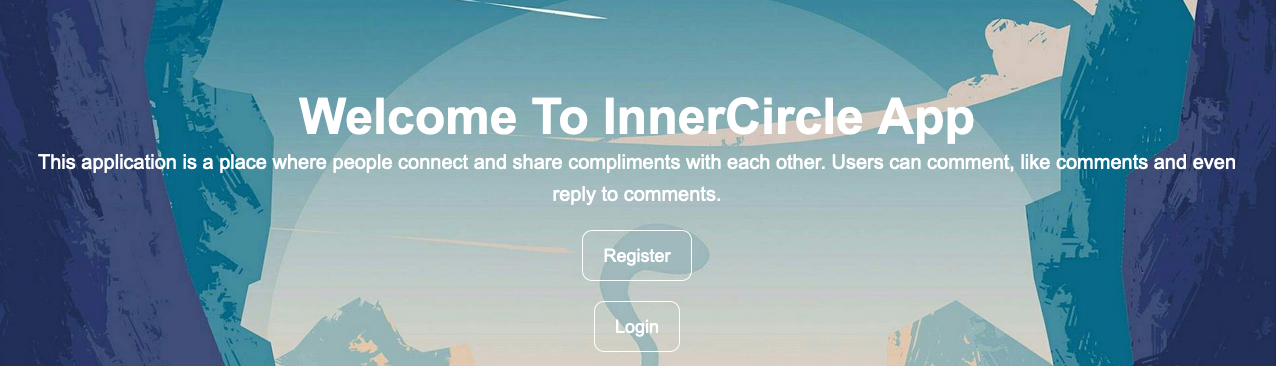 Welcome To InnerCircle App
This application is a place where people connect and share compliments with each other. Users can comment, like comments and even
reply to comments.
Register
Login